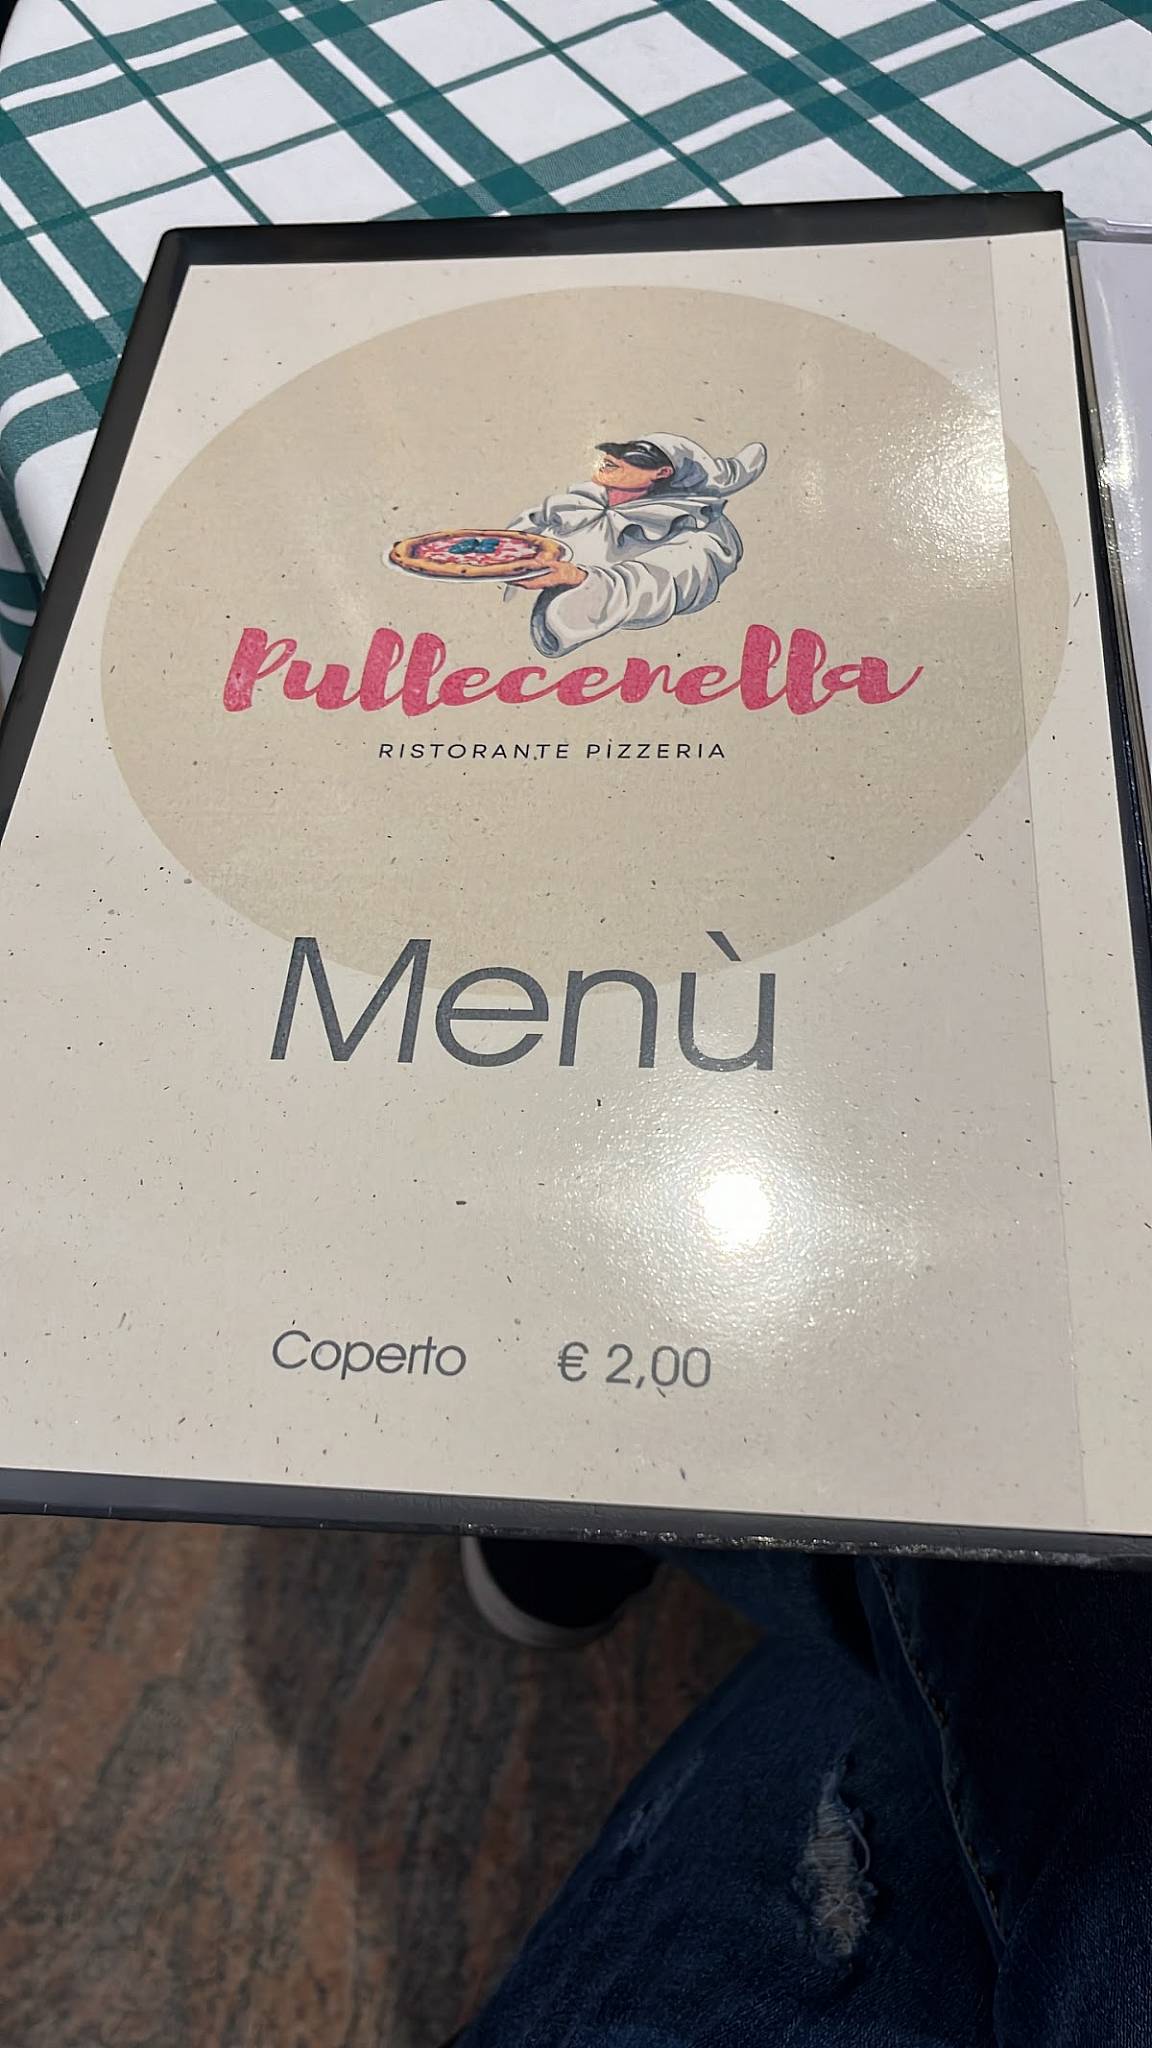 Pullecenella
RISTORANTE PIZZERIA
Menù
Coperto € 2,00